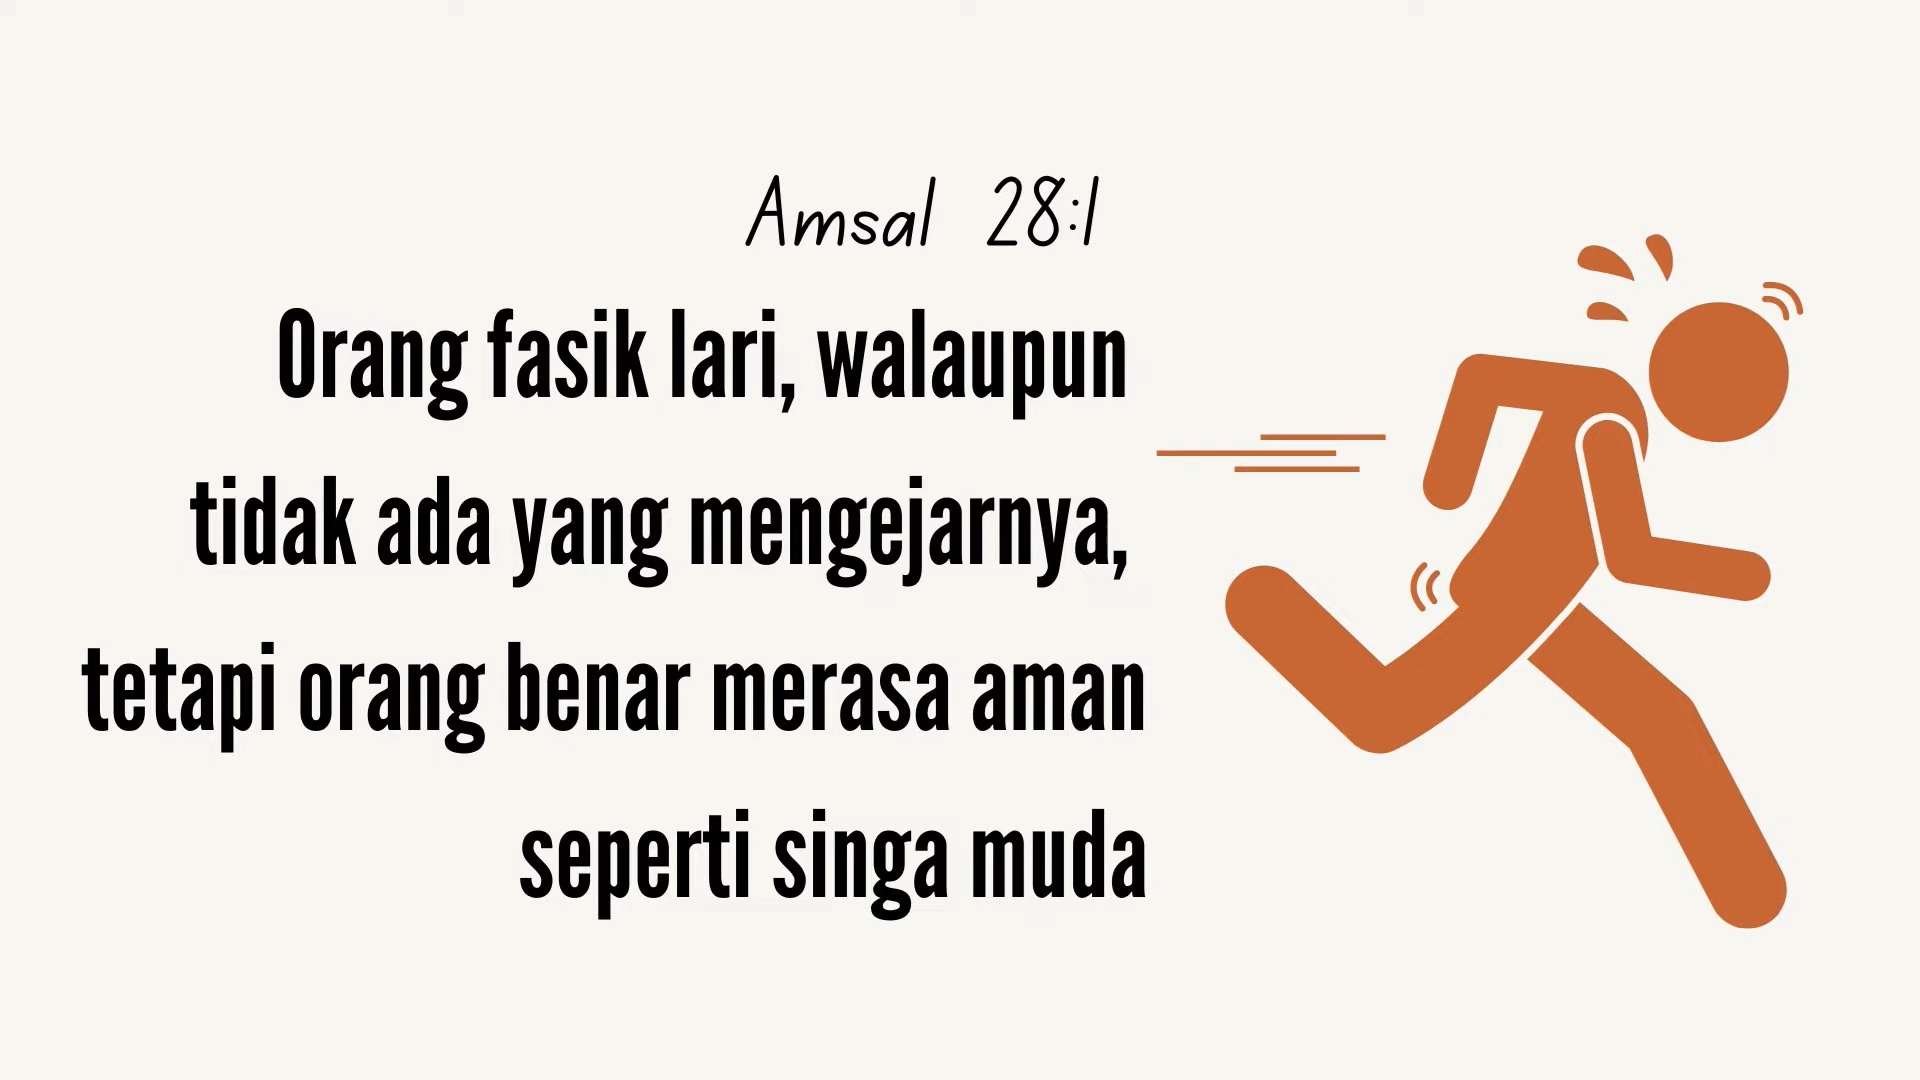 Amsal 28:1
Orang fasik lari, walaupun
tidak ada yang mengejarnya,
tetapi orang benar merasa aman
seperti singa muda